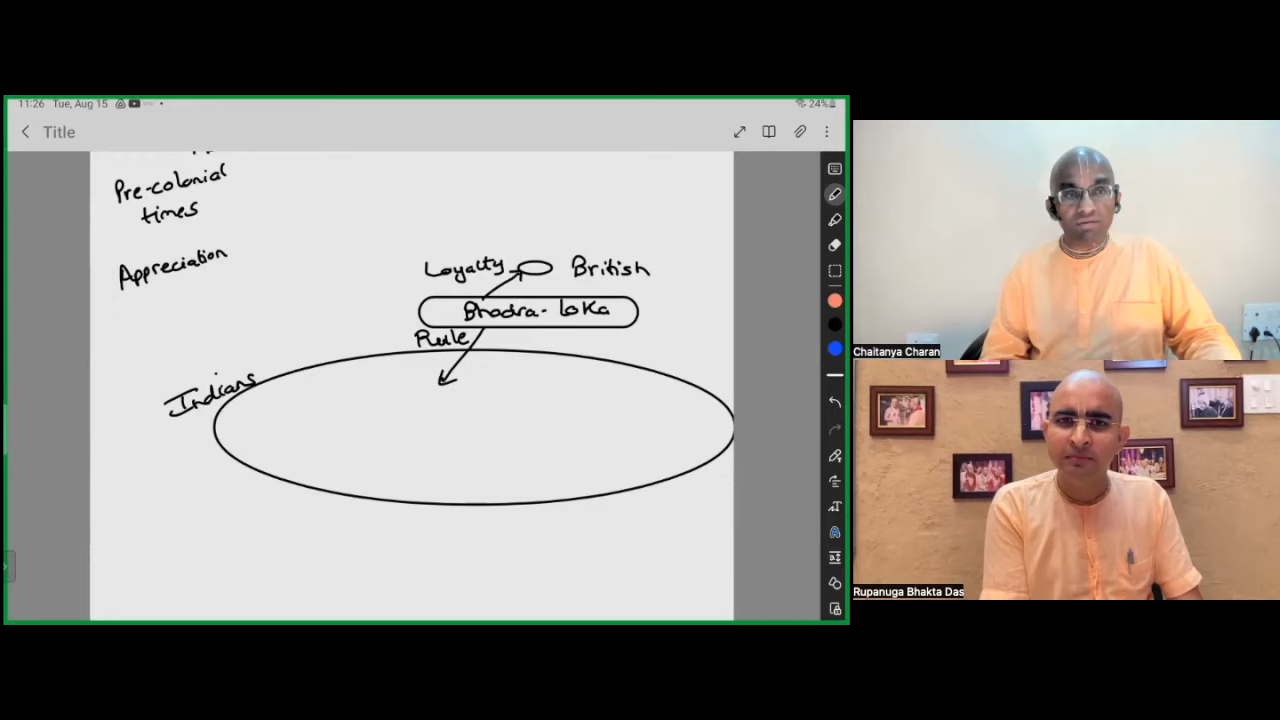 11:26 Tue, Aug 15
24%
Title
Pre-colonial
times
Appreciation
Loyalty
British
Bhadra-loka
Rule
Indians
Chaitanya Charan
Rupanuga Bhakta Das